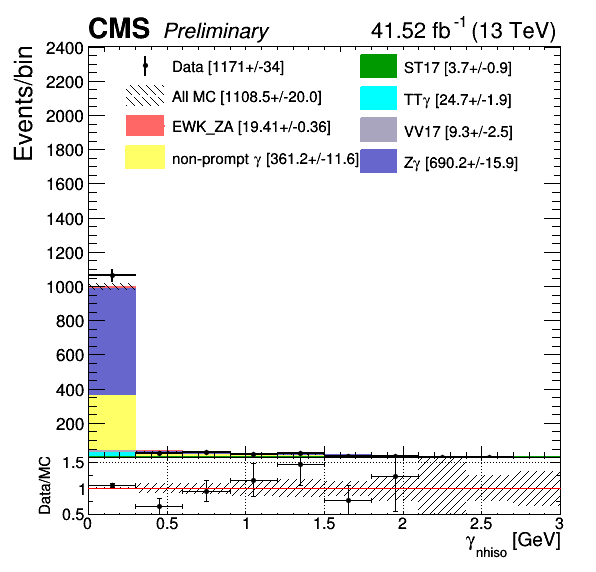 CMS Preliminary 41.52 fb⁻¹ (13 TeV)
Events/bin
2400
2200
2000
1800
1600
1400
1200
1000
800
600
400
200
Data [1171+/-34]
All MC [1108.5+/-20.0]
EWK_ZA [19.41+/-0.36]
non-prompt γ [361.2+/-11.6]
ST17 [3.7+/-0.9]
TTγ [24.7+/-1.9]
VV17 [9.3+/-2.5]
Zγ [690.2+/-15.9]
Data/MC
1.5
1
0.5
0 0.5 1 1.5 2 2.5 3
γnhiso [GeV]